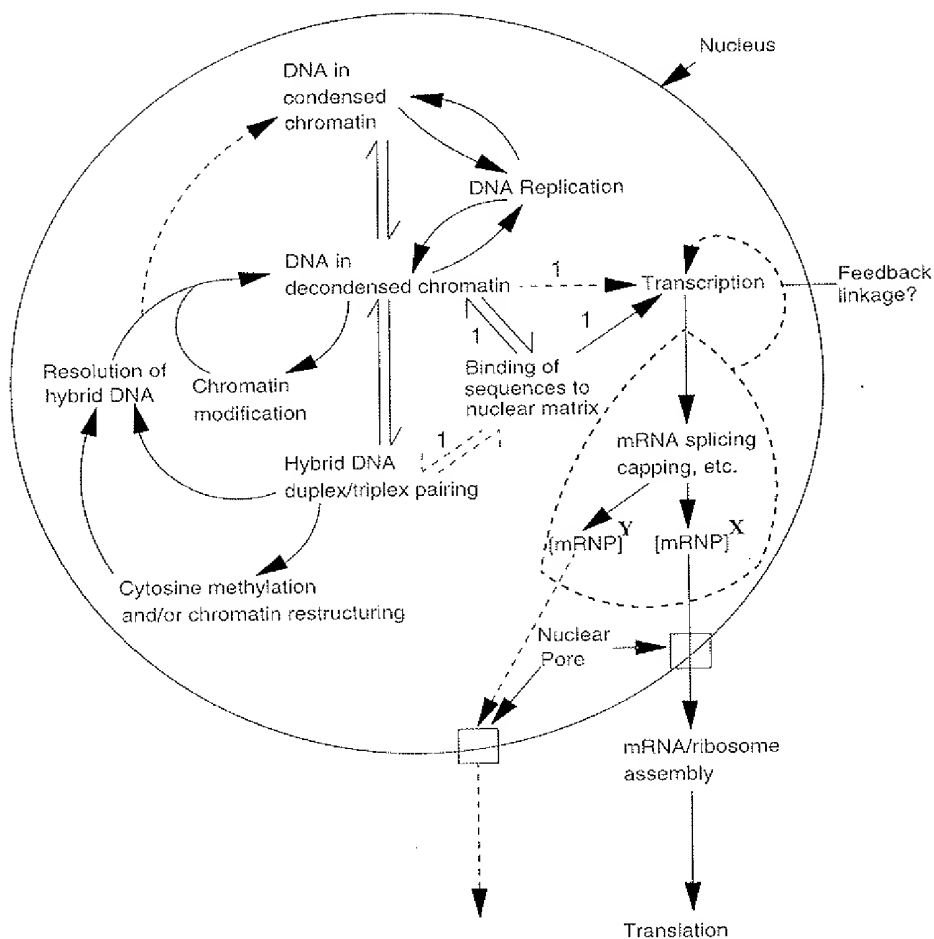 Nucleus
DNA in
condensed
chromatin
DNA Replication
DNA in
decondensed chromatin
1
Transcription
Feedback
linkage?
1
1
Resolution of
hybrid DNA
Chromatin
modification
Binding of
sequences to
nuclear matrix
1
Hybrid DNA
duplex/triplex pairing
mRNA splicing
capping, etc.
[mRNP]Y
[mRNP]X
Cytosine methylation
and/or chromatin restructuring
Nuclear
Pore
mRNA/ribosome
assembly
Translation